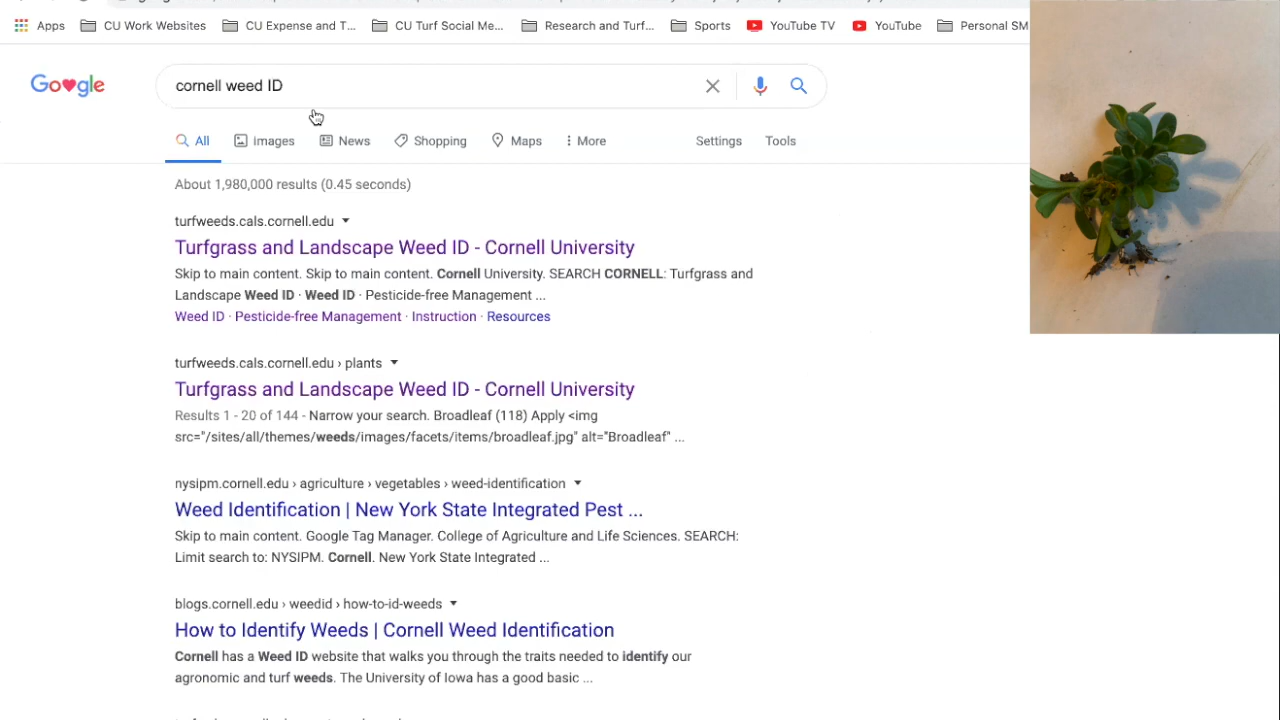 Apps CU Work Websites CU Expense and T... CU Turf Social Me... Research and Turf... Sports YouTube TV YouTube Personal SM
Google cornell weed ID
All Images News Shopping Maps More Settings Tools
About 1,980,000 results (0.45 seconds)
turfweeds.cals.cornell.edu
Turfgrass and Landscape Weed ID - Cornell University
Skip to main content. Skip to main content. Cornell University. SEARCH CORNELL: Turfgrass and
Landscape Weed ID · Weed ID · Pesticide-free Management ...
Weed ID · Pesticide-free Management · Instruction · Resources
turfweeds.cals.cornell.edu › plants
Turfgrass and Landscape Weed ID - Cornell University
Results 1 - 20 of 144 - Narrow your search. Broadleaf (118) Apply <img
src="/sites/all/themes/weeds/images/facets/items/broadleaf.jpg" alt="Broadleaf" ...
nysipm.cornell.edu › agriculture › vegetables › weed-identification
Weed Identification | New York State Integrated Pest ...
Skip to main content. Google Tag Manager. College of Agriculture and Life Sciences. SEARCH:
Limit search to: NYSIPM. Cornell. New York State Integrated ...
blogs.cornell.edu › weedid › how-to-id-weeds
How to Identify Weeds | Cornell Weed Identification
Cornell has a Weed ID website that walks you through the traits needed to identify our
agronomic and turf weeds. The University of Iowa has a good basic ...